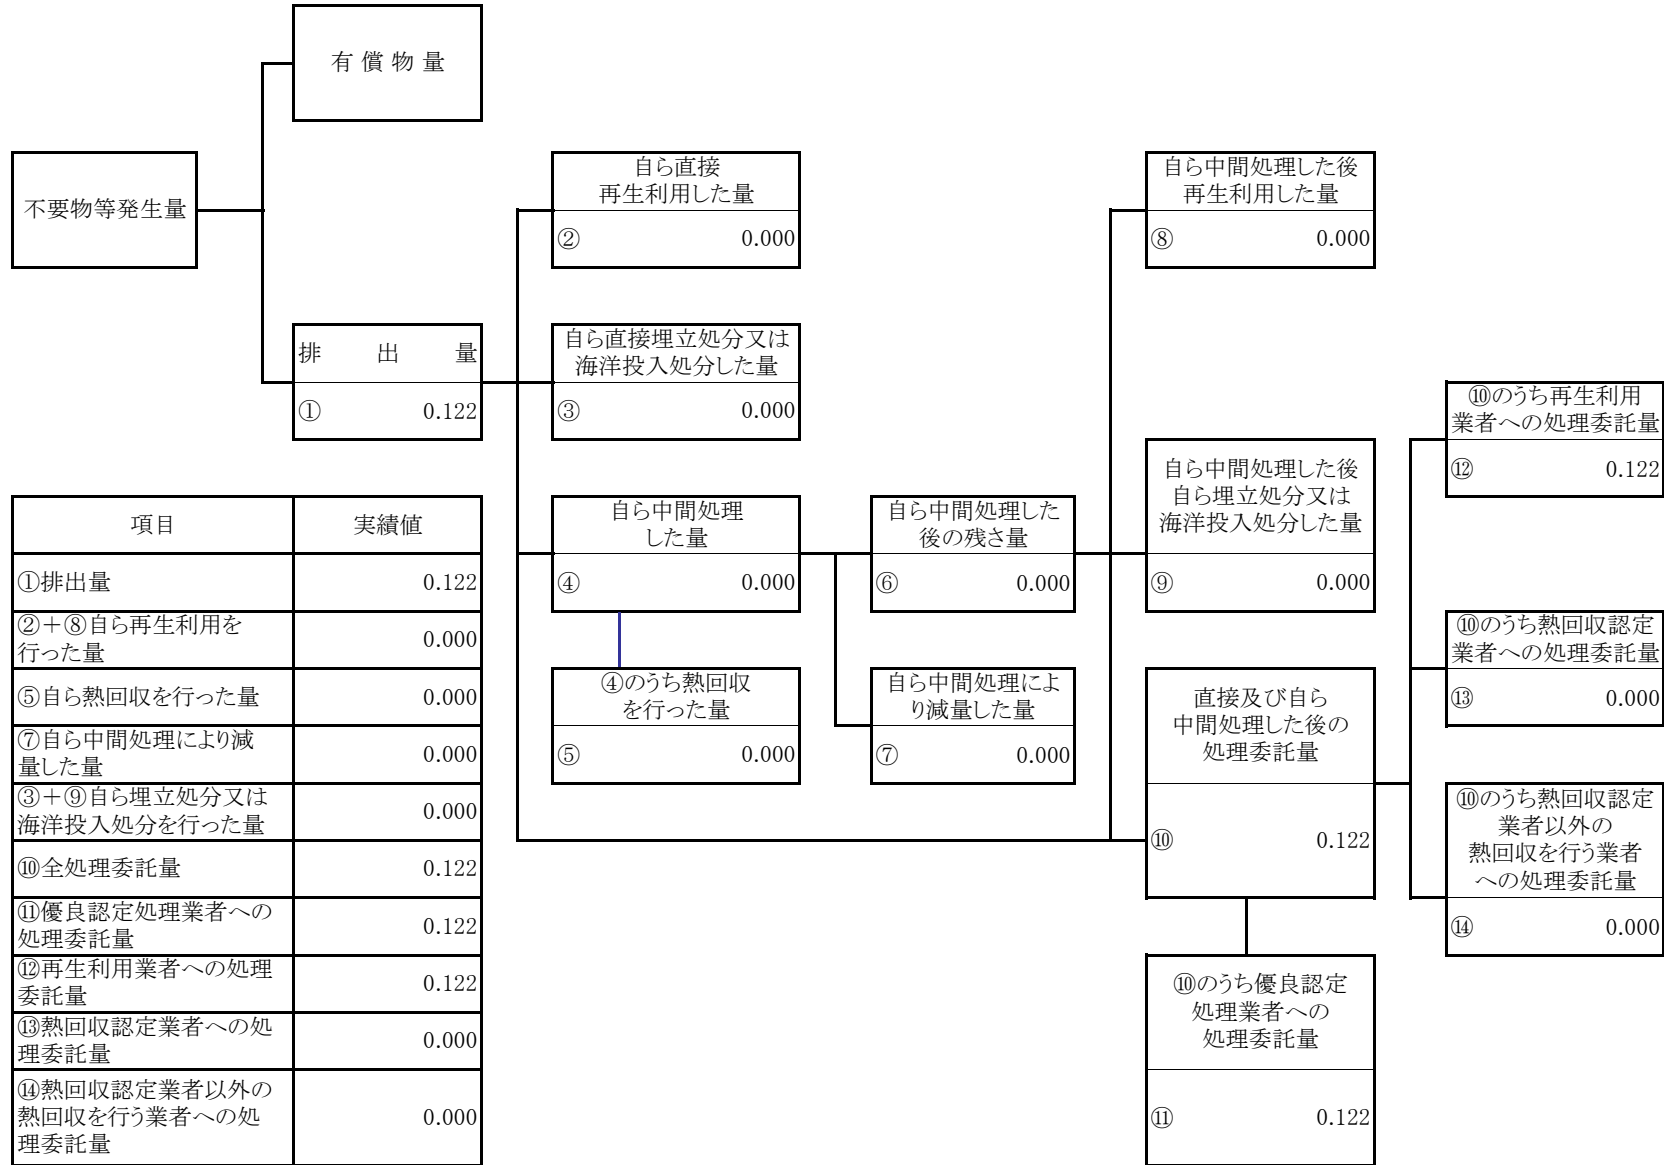 有償物量
不要物等発生量
自ら直接
再生利用した量
② 0.000
自ら中間処理した後
再生利用した量
⑧ 0.000
排出量
① 0.122
自ら直接埋立処分又は
海洋投入処分した量
③ 0.000
⑩のうち再生利用
業者への処理委託量
⑫ 0.122
自ら中間処理した後
自ら埋立処分又は
海洋投入処分した量
⑨ 0.000
自ら中間処理
した量
④ 0.000
自ら中間処理した
後の残さ量
⑥ 0.000
⑩のうち熱回収認定
業者への処理委託量
⑬ 0.000
④のうち熱回収
を行った量
⑤ 0.000
自ら中間処理によ
り減量した量
⑦ 0.000
直接及び自ら
中間処理した後の
処理委託量
⑩ 0.122
⑩のうち熱回収認定
業者以外の
熱回収を行う業者
への処理委託量
⑭ 0.000
⑩のうち優良認定
処理業者への
処理委託量
⑪ 0.122
項目 実績値
①排出量 0.122
②+⑧自ら再生利用を
行った量 0.000
⑤自ら熱回収を行った量 0.000
⑦自ら中間処理により減
量した量 0.000
③+⑨自ら埋立処分又は
海洋投入処分を行った量 0.000
⑩全処理委託量 0.122
⑪優良認定処理業者への
処理委託量 0.122
⑫再生利用業者への処理
委託量 0.122
⑬熱回収認定業者への処
理委託量 0.000
⑭熱回収認定業者以外の
熱回収を行う業者への処
理委託量 0.000